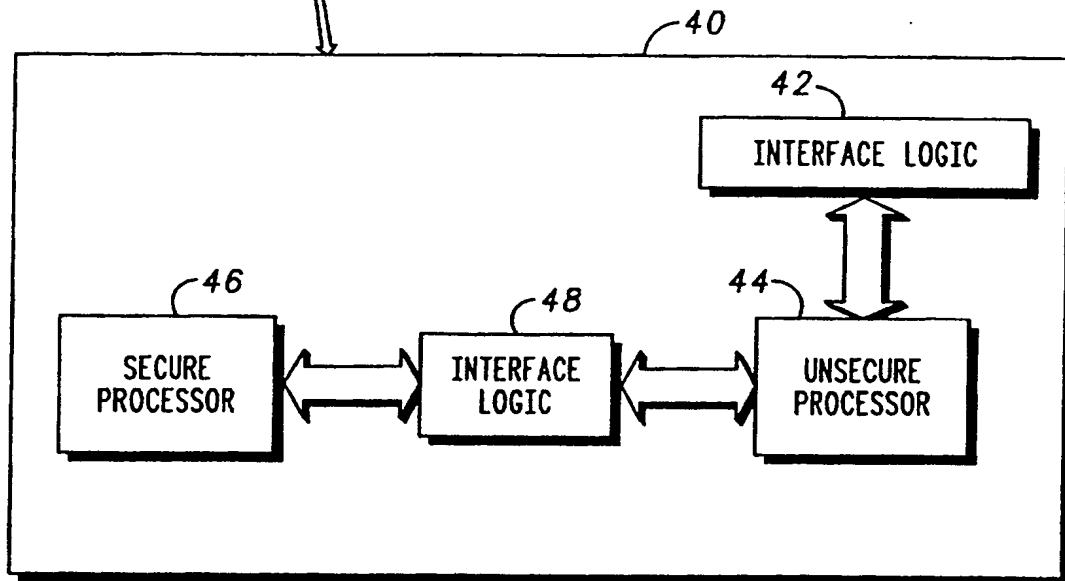 40
42
INTERFACE LOGIC
46
48
44
SECURE
PROCESSOR
INTERFACE
LOGIC
UNSECURE
PROCESSOR